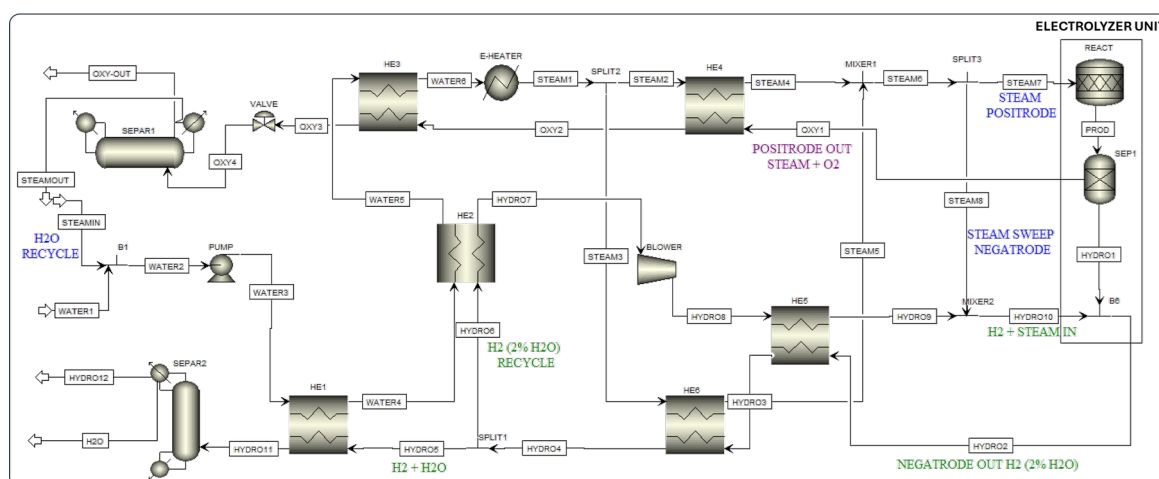 ELECTROLYZER UNIT
REACT
HE3
E-HEATER
HE4
SPLIT3
OXY-OUT
WATER6
STEAM1
SPLIT2
STEAM2
STEAM4
MIXER1
STEAM6
STEAM7
STEAM
POSITRODE
VALVE
SEPAR1
OXY3
OXY2
OXY1
PROD
OXY4
POSITRODE OUT
STEAM + O2
SEP1
STEAMOUT
WATER5
HE2
HYDRO7
STEAM8
STEAMIN
H2O
RECYCLE
B1
PUMP
WATER2
BLOWER
STEAM3
STEAM5
STEAM SWEEP
NEGATRODE
HYDRO1
WATER3
WATER1
HYDRO6
H2 (2% H2O)
RECYCLE
HYDRO8
HE5
HYDRO9
MIXER2
HYDRO10
B6
H2 + STEAM IN
SEPAR2
HYDRO12
HE1
WATER4
HE6
HYDRO3
H2O
HYDRO11
HYDRO5
SPLIT1
HYDRO4
HYDRO2
H2 + H2O
NEGATRODE OUT H2 (2% H2O)